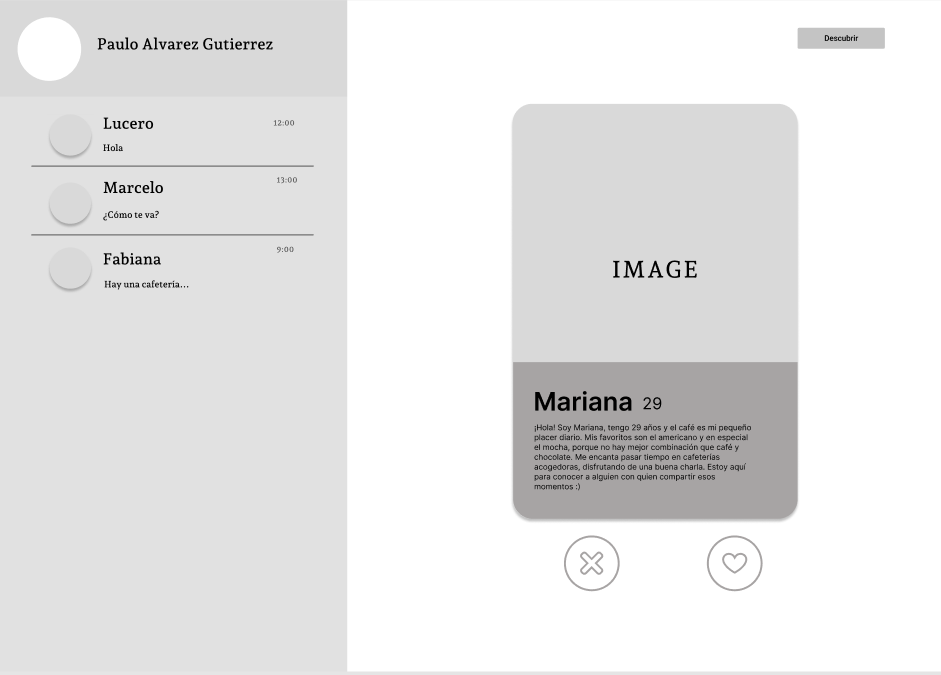 Paulo Alvarez Gutierrez
Descubrir
Lucero
12:00
Hola
Marcelo
13:00
¿Cómo te va?
Fabiana
9:00
Hay una cafetería...
IMAGE
Mariana 29
¡Hola! Soy Mariana, tengo 29 años y el café es mi pequeño
placer diario. Mis favoritos son el americano y en especial
el mocha, porque no hay mejor combinación que café y
chocolate. Me encanta pasar tiempo en cafeterías
acogedoras, disfrutando de una buena charla. Estoy aquí
para conocer a alguien con quien compartir esos
momentos :)